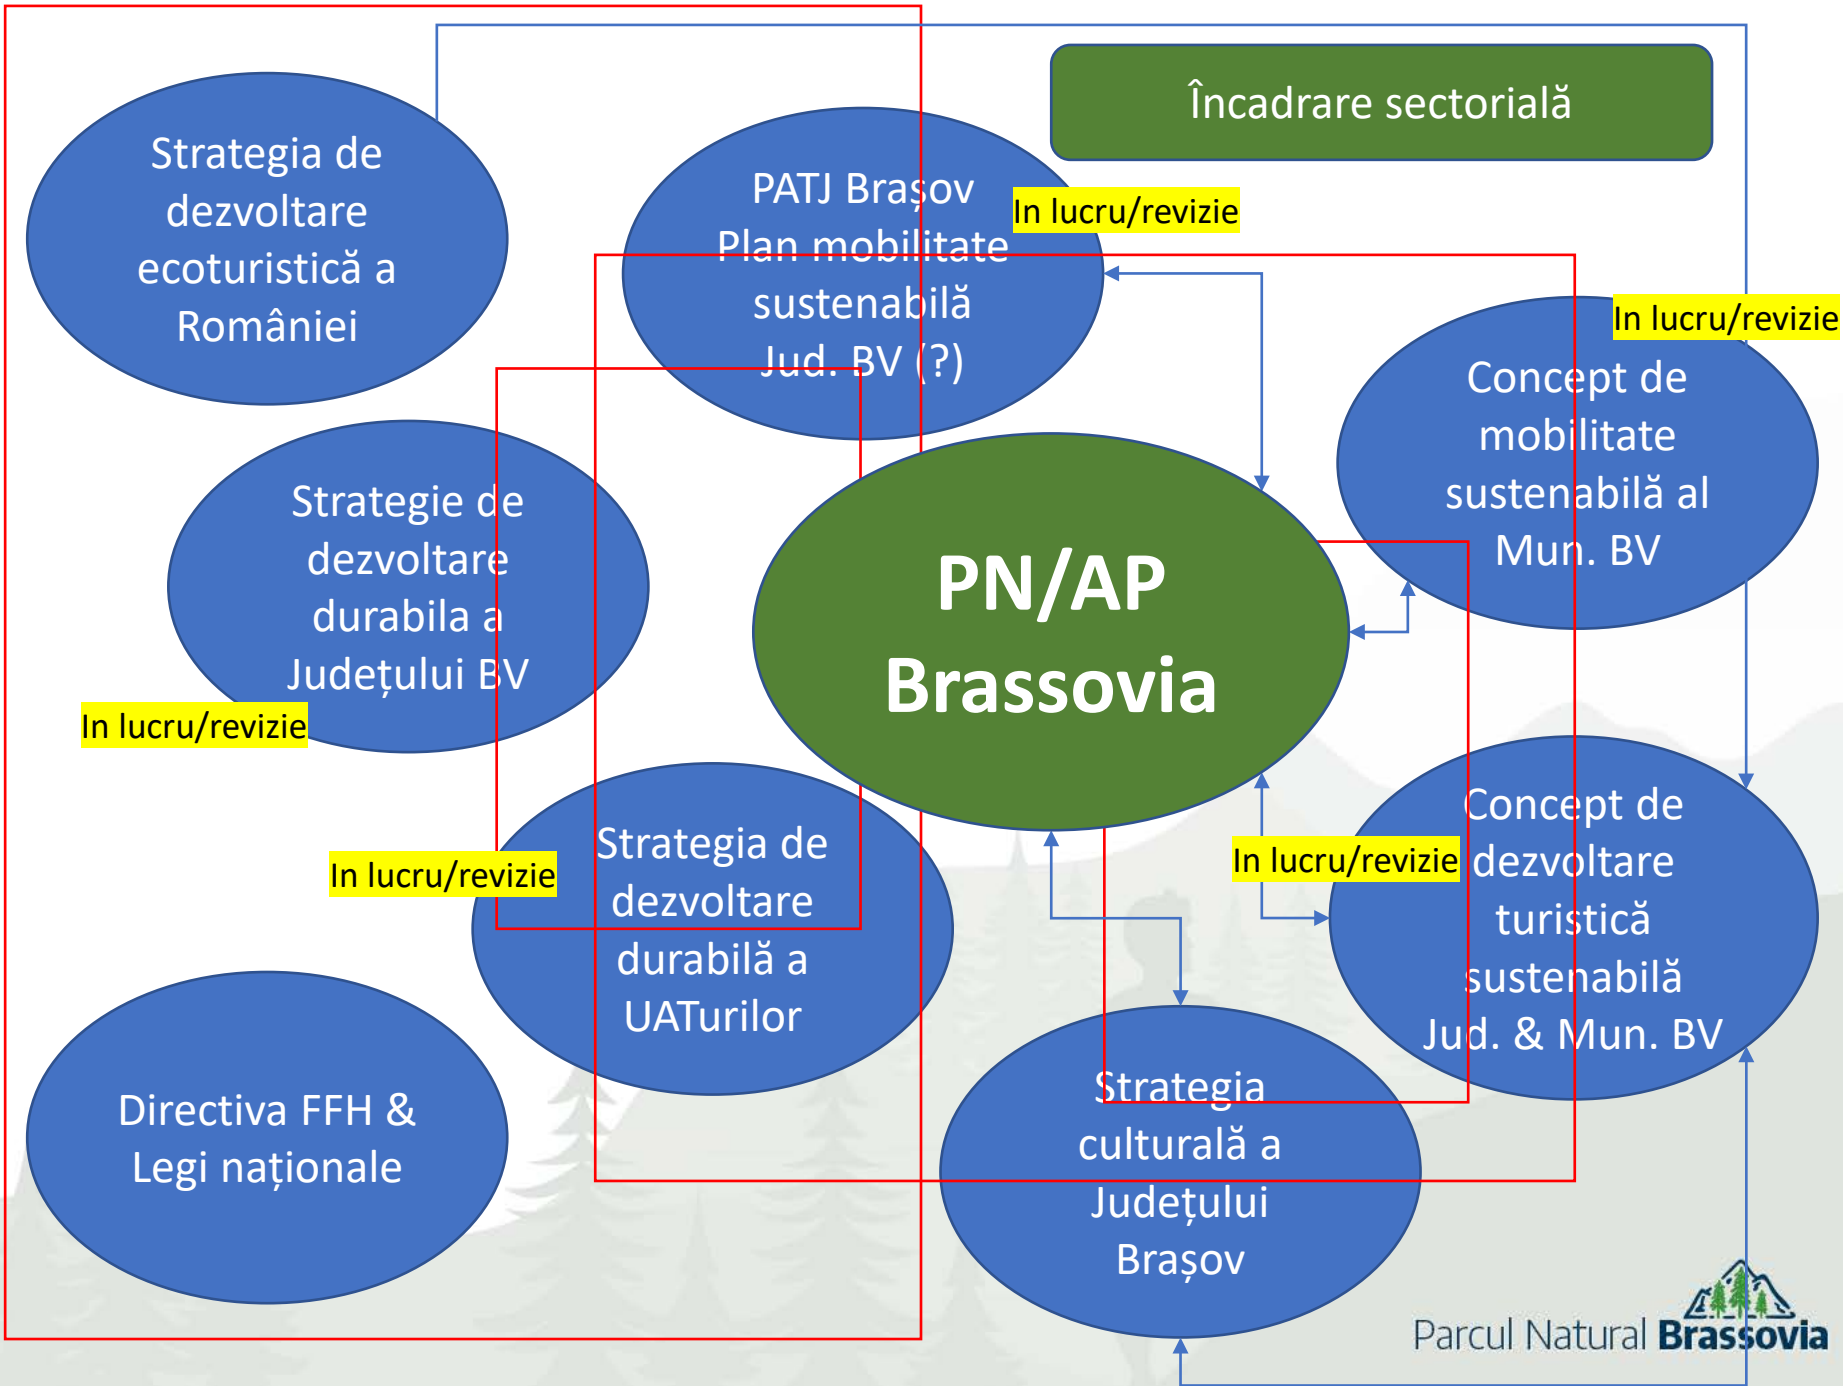 Încadrare sectorială
Strategia de
dezvoltare
ecoturistică a
României
PATJ Brașov
Plan mobilitate
sustenabilă
Jud. BV (?)
In lucru/revizie
In lucru/revizie
Concept de
mobilitate
sustenabilă al
Mun. BV
Strategie de
dezvoltare
durabila a
Județului BV
In lucru/revizie
PN/AP
Brassovia
Strategia de
dezvoltare
durabilă a
UATurilor
In lucru/revizie
In lucru/revizie
Concept de
dezvoltare
turistică
sustenabilă
Jud. & Mun. BV
Directiva FFH &
Legi naționale
Strategia
culturală a
Județului
Brașov
Parcul Natural Brassovia